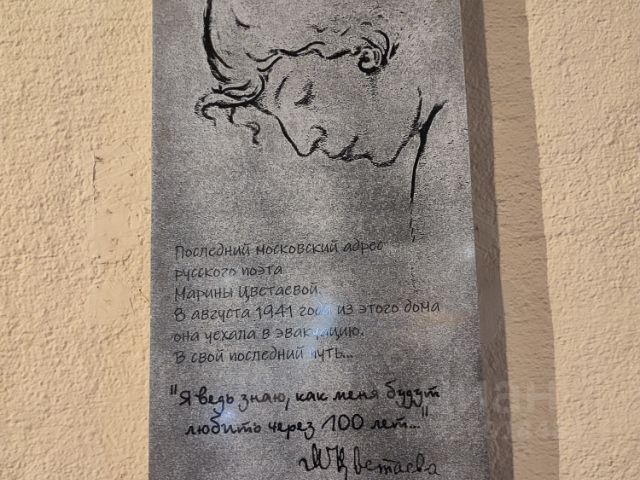 Последний московский адрес
русского поэта
Марины Цветаевой.
8 августа 1941 года из этого дома
она уехала в эвакуацию.
В свой последний путь...
"Я ведь знаю, как меня будут
любить через 100 лет..."
МЦветаева